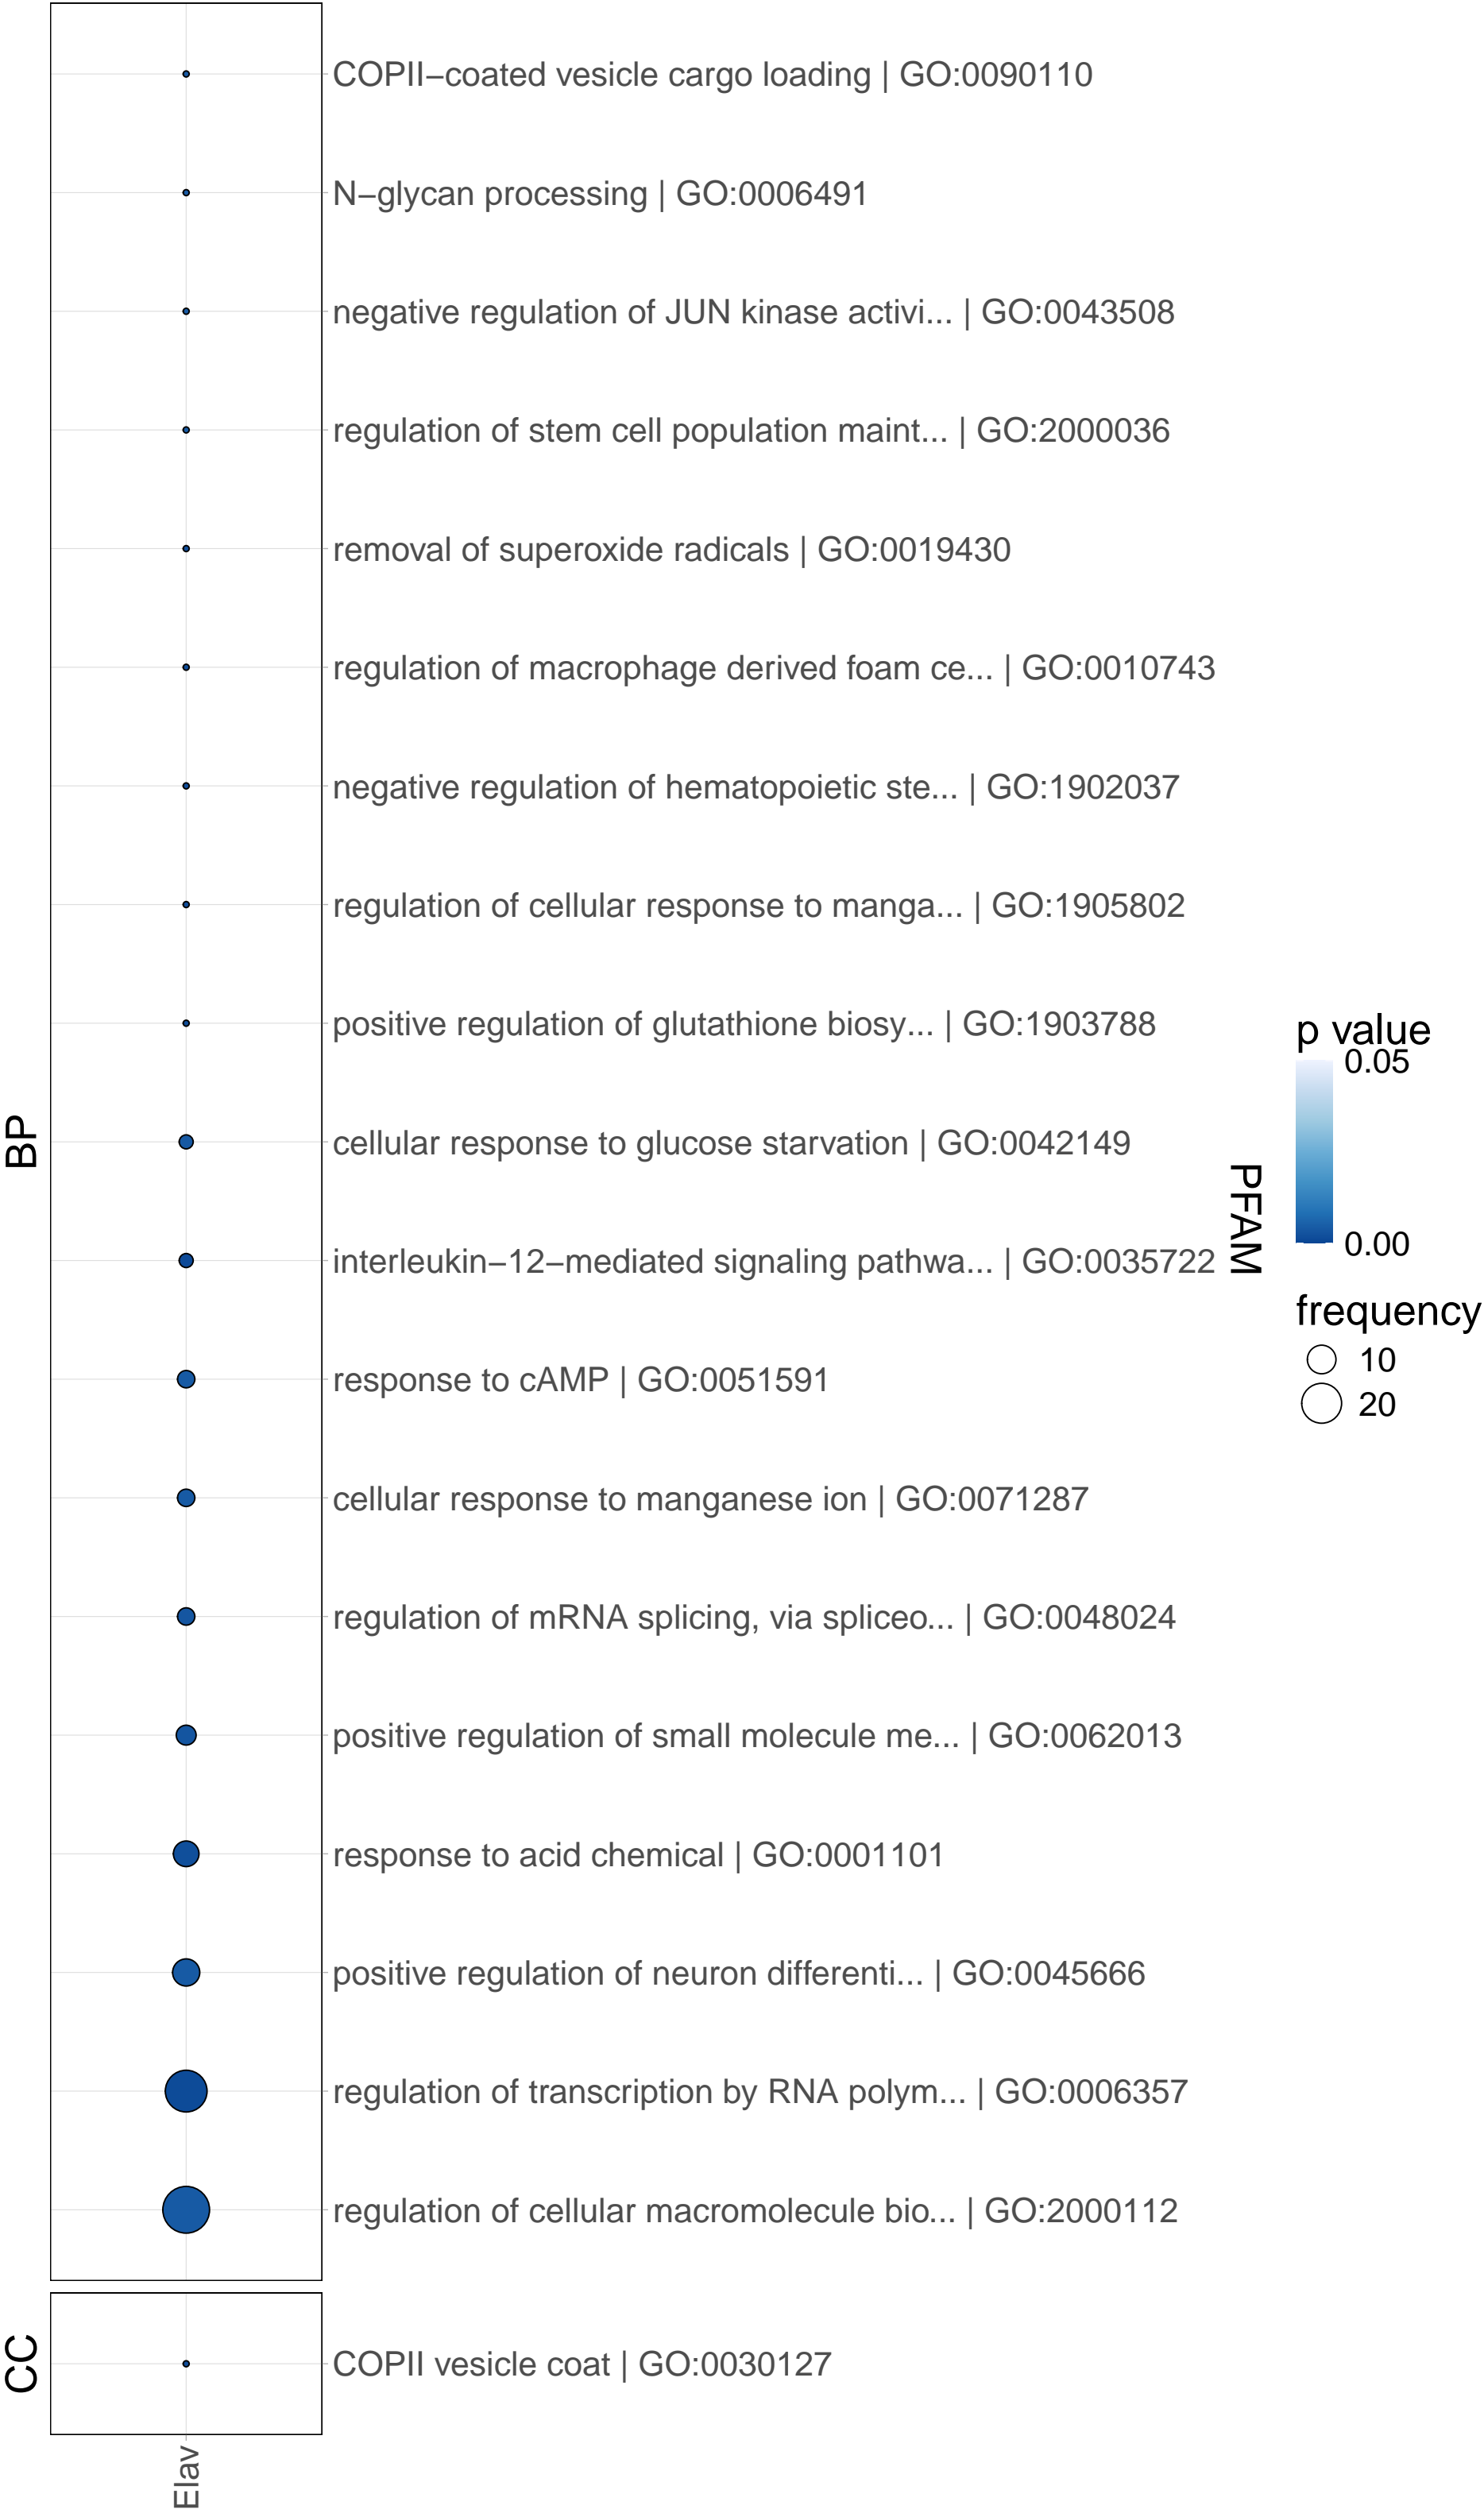 COPII−coated vesicle cargo loading | GO:0090110
N−glycan processing | GO:0006491
negative regulation of JUN kinase activi... | GO:0043508
regulation of stem cell population maint... | GO:2000036
removal of superoxide radicals | GO:0019430
regulation of macrophage derived foam ce... | GO:0010743
negative regulation of hematopoietic ste... | GO:1902037
regulation of cellular response to manga... | GO:1905802
positive regulation of glutathione biosy... | GO:1903788
cellular response to glucose starvation | GO:0042149
interleukin−12−mediated signaling pathwa... | GO:0035722
response to cAMP | GO:0051591
cellular response to manganese ion | GO:0071287
regulation of mRNA splicing, via spliceo... | GO:0048024
positive regulation of small molecule me... | GO:0062013
response to acid chemical | GO:0001101
positive regulation of neuron differenti... | GO:0045666
regulation of transcription by RNA polym... | GO:0006357
regulation of cellular macromolecule bio... | GO:2000112
BP
COPII vesicle coat | GO:0030127
CC
Elav
PFAM
p value
0.05
0.00
frequency
10
20